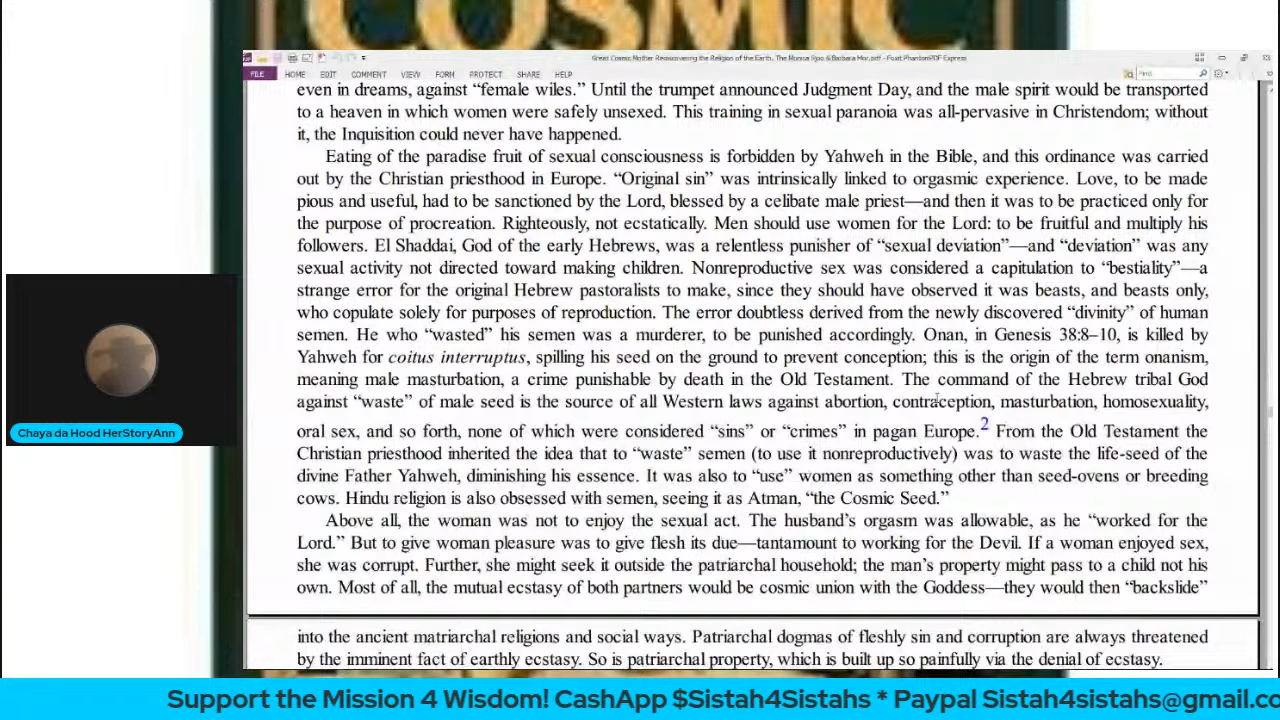 COSMIC
Great Cosmic Mother Rediscovering the Religion of the Earth, The Monica Sjoo & Barbara Mor.pdf - Foxit PhantomPDF Express
FILE HOME EDIT COMMENT VIEW FORM PROTECT SHARE HELP
Find
even in dreams, against “female wiles.” Until the trumpet announced Judgment Day, and the male spirit would be transported
to a heaven in which women were safely unsexed. This training in sexual paranoia was all-pervasive in Christendom; without
it, the Inquisition could never have happened.
Eating of the paradise fruit of sexual consciousness is forbidden by Yahweh in the Bible, and this ordinance was carried
out by the Christian priesthood in Europe. “Original sin” was intrinsically linked to orgasmic experience. Love, to be made
pious and useful, had to be sanctioned by the Lord, blessed by a celibate male priest—and then it was to be practiced only for
the purpose of procreation. Righteously, not ecstatically. Men should use women for the Lord: to be fruitful and multiply his
followers. El Shaddai, God of the early Hebrews, was a relentless punisher of “sexual deviation”—and “deviation” was any
sexual activity not directed toward making children. Nonreproductive sex was considered a capitulation to “bestiality”—a
strange error for the original Hebrew pastoralists to make, since they should have observed it was beasts, and beasts only,
who copulate solely for purposes of reproduction. The error doubtless derived from the newly discovered “divinity” of human
semen. He who “wasted” his semen was a murderer, to be punished accordingly. Onan, in Genesis 38:8–10, is killed by
Yahweh for coitus interruptus, spilling his seed on the ground to prevent conception; this is the origin of the term onanism,
meaning male masturbation, a crime punishable by death in the Old Testament. The command of the Hebrew tribal God
against “waste” of male seed is the source of all Western laws against abortion, contraception, masturbation, homosexuality,
oral sex, and so forth, none of which were considered “sins” or “crimes” in pagan Europe.2 From the Old Testament the
Christian priesthood inherited the idea that to “waste” semen (to use it nonreproductively) was to waste the life-seed of the
divine Father Yahweh, diminishing his essence. It was also to “use” women as something other than seed-ovens or breeding
cows. Hindu religion is also obsessed with semen, seeing it as Atman, “the Cosmic Seed.”
Above all, the woman was not to enjoy the sexual act. The husband’s orgasm was allowable, as he “worked for the
Lord.” But to give woman pleasure was to give flesh its due—tantamount to working for the Devil. If a woman enjoyed sex,
she was corrupt. Further, she might seek it outside the patriarchal household; the man’s property might pass to a child not his
own. Most of all, the mutual ecstasy of both partners would be cosmic union with the Goddess—they would then “backslide”
into the ancient matriarchal religions and social ways. Patriarchal dogmas of fleshly sin and corruption are always threatened
by the imminent fact of earthly ecstasy. So is patriarchal property, which is built up so painfully via the denial of ecstasy.
Chaya da Hood HerStoryAnn
Support the Mission 4 Wisdom! CashApp $Sistah4Sistahs * Paypal Sistah4sistahs@gmail.co